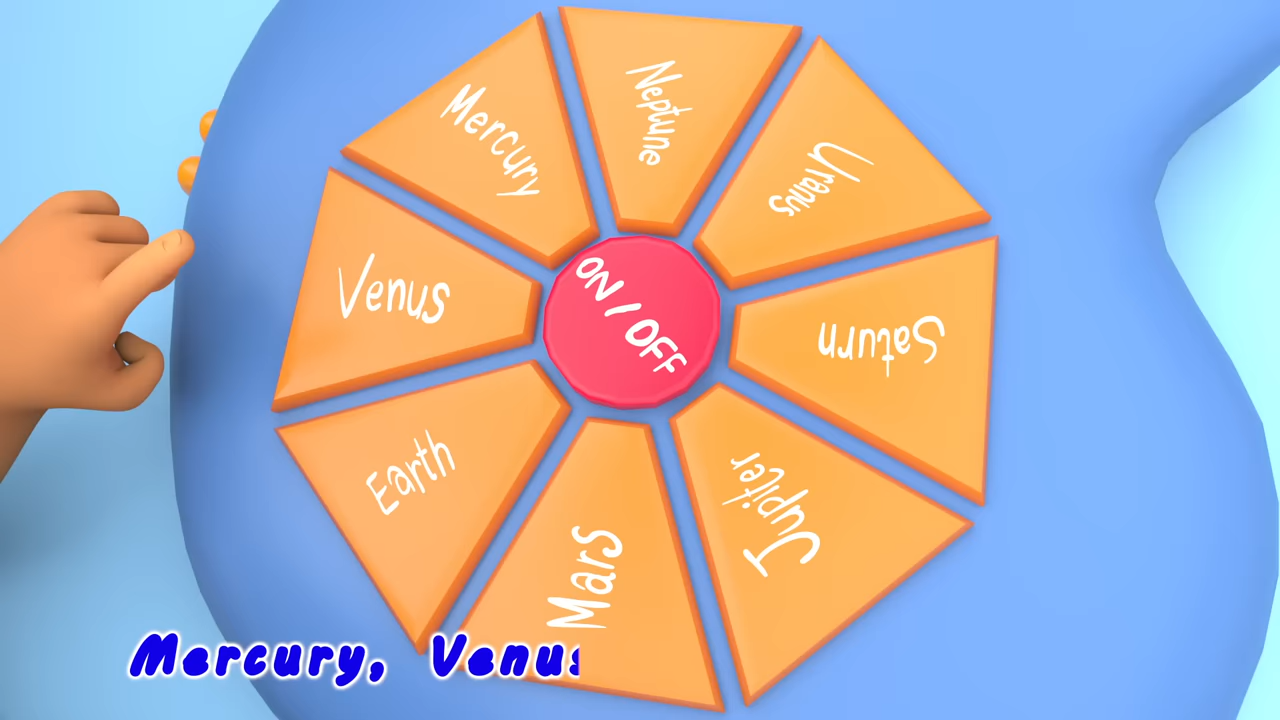 Neptune
Mercury
Uranus
Venus
ON / OFF
Saturn
Earth
Jupiter
Mars
Mercury, Venus